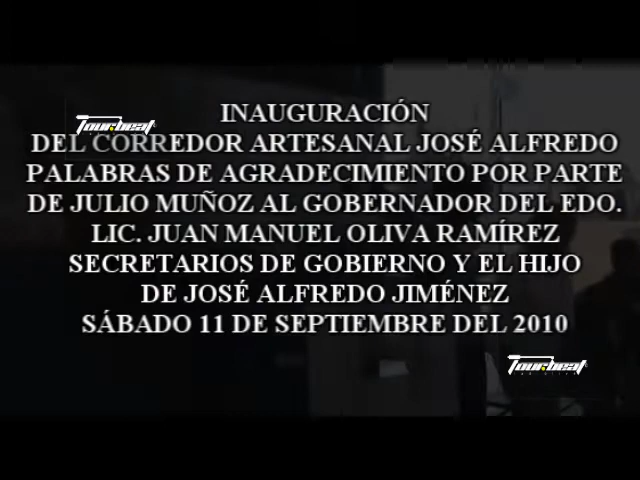 Tourbeat
INAUGURACIÓN
DEL CORREDOR ARTESANAL JOSÉ ALFREDO
PALABRAS DE AGRADECIMIENTO POR PARTE
DE JULIO MUÑOZ AL GOBERNADOR DEL EDO.
LIC. JUAN MANUEL OLIVA RAMÍREZ
SECRETARIOS DE GOBIERNO Y EL HIJO
DE JOSÉ ALFREDO JIMÉNEZ
SÁBADO 11 DE SEPTIEMBRE DEL 2010
Tourbeat